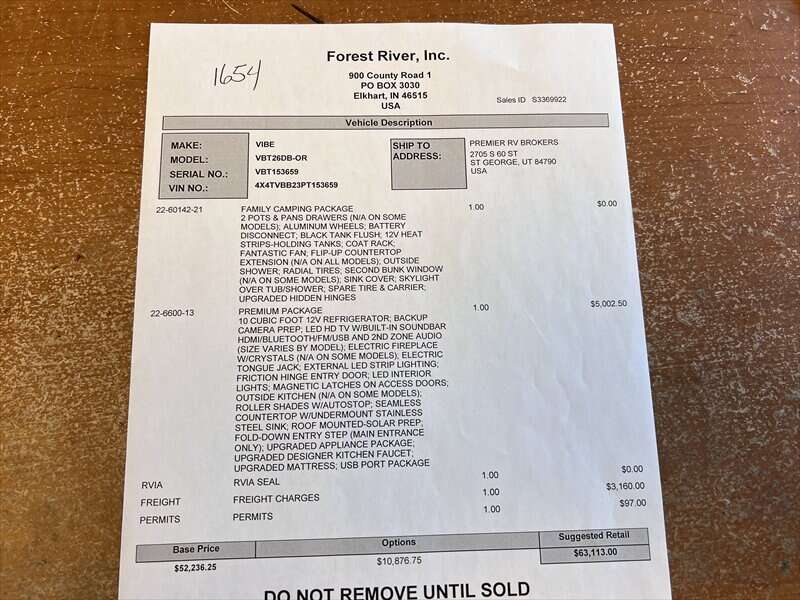 1654
Forest River, Inc.
900 County Road 1
PO BOX 3030
Elkhart, IN 46515
USA
Sales ID S3369922
Vehicle Description
MAKE: VIBE
MODEL: VBT26DB-OR
SERIAL NO.: VBT153659
VIN NO.: 4X4TVBB23PT153659
SHIP TO
ADDRESS:
PREMIER RV BROKERS
2705 S 60 ST
ST GEORGE, UT 84790
USA
22-60142-21 FAMILY CAMPING PACKAGE 1.00 $0.00
2 POTS & PANS DRAWERS (N/A ON SOME
MODELS); ALUMINUM WHEELS; BATTERY
DISCONNECT; BLACK TANK FLUSH; 12V HEAT
STRIPS-HOLDING TANKS; COAT RACK;
FANTASTIC FAN; FLIP-UP COUNTERTOP
EXTENSION (N/A ON ALL MODELS); OUTSIDE
SHOWER; RADIAL TIRES; SECOND BUNK WINDOW
(N/A ON SOME MODELS); SINK COVER; SKYLIGHT
OVER TUB/SHOWER; SPARE TIRE & CARRIER;
UPGRADED HIDDEN HINGES
22-6600-13 PREMIUM PACKAGE 1.00 $5,002.50
10 CUBIC FOOT 12V REFRIGERATOR; BACKUP
CAMERA PREP; LED HD TV W/BUILT-IN SOUNDBAR
HDMI/BLUETOOTH/FM/USB AND 2ND ZONE AUDIO
(SIZE VARIES BY MODEL); ELECTRIC FIREPLACE
W/CRYSTALS (N/A ON SOME MODELS); ELECTRIC
TONGUE JACK; EXTERNAL LED STRIP LIGHTING;
FRICTION HINGE ENTRY DOOR; LED INTERIOR
LIGHTS; MAGNETIC LATCHES ON ACCESS DOORS;
OUTSIDE KITCHEN (N/A ON SOME MODELS);
ROLLER SHADES W/AUTOSTOP; SEAMLESS
COUNTERTOP W/UNDERMOUNT STAINLESS
STEEL SINK; ROOF MOUNTED-SOLAR PREP;
FOLD-DOWN ENTRY STEP (MAIN ENTRANCE
ONLY); UPGRADED APPLIANCE PACKAGE;
UPGRADED DESIGNER KITCHEN FAUCET;
UPGRADED MATTRESS; USB PORT PACKAGE
RVIA RVIA SEAL 1.00 $0.00
FREIGHT FREIGHT CHARGES 1.00 $3,160.00
PERMITS PERMITS 1.00 $97.00
Base Price Options Suggested Retail
$52,236.25 $10,876.75 $63,113.00
DO NOT REMOVE UNTIL SOLD